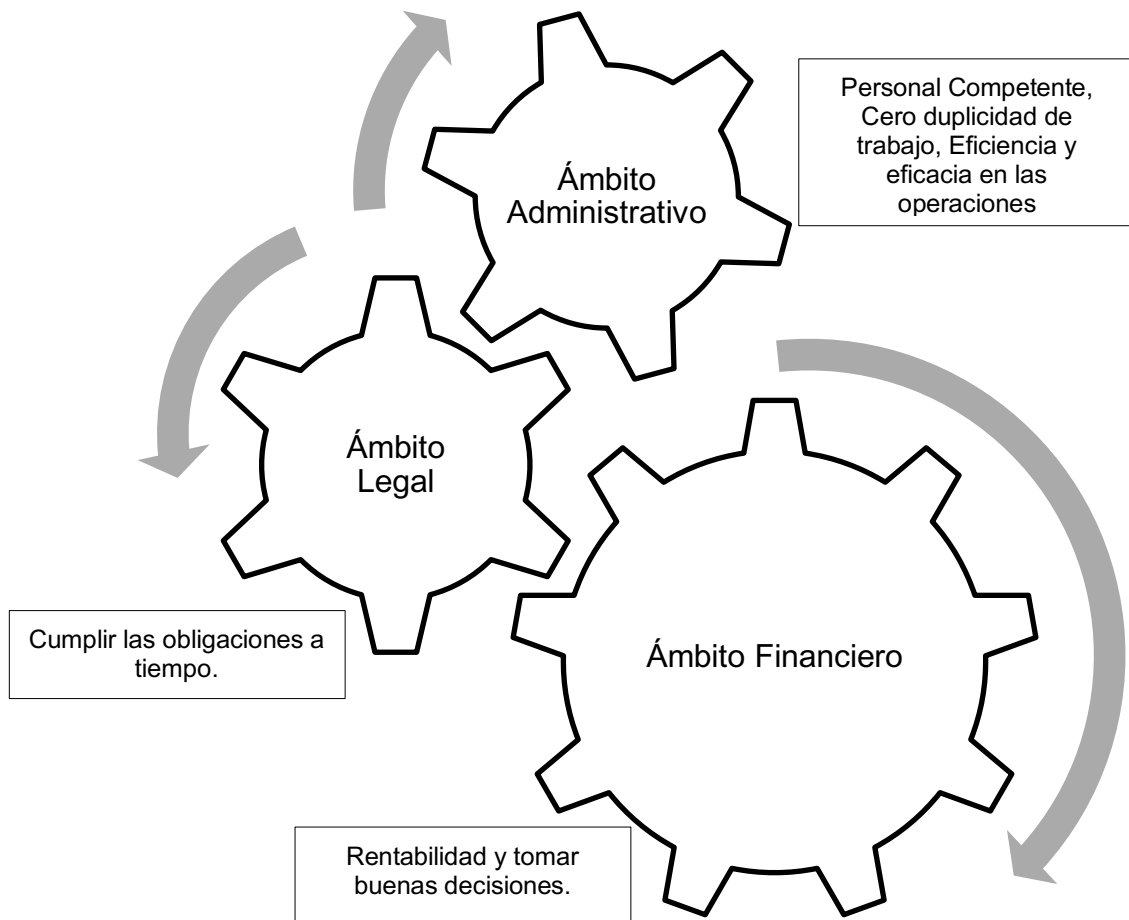 Personal Competente,
Cero duplicidad de
trabajo, Eficiencia y
eficacia en las
operaciones
Ámbito
Administrativo
Ámbito
Legal
Cumplir las obligaciones a
tiempo.
Ámbito Financiero
Rentabilidad y tomar
buenas decisiones.